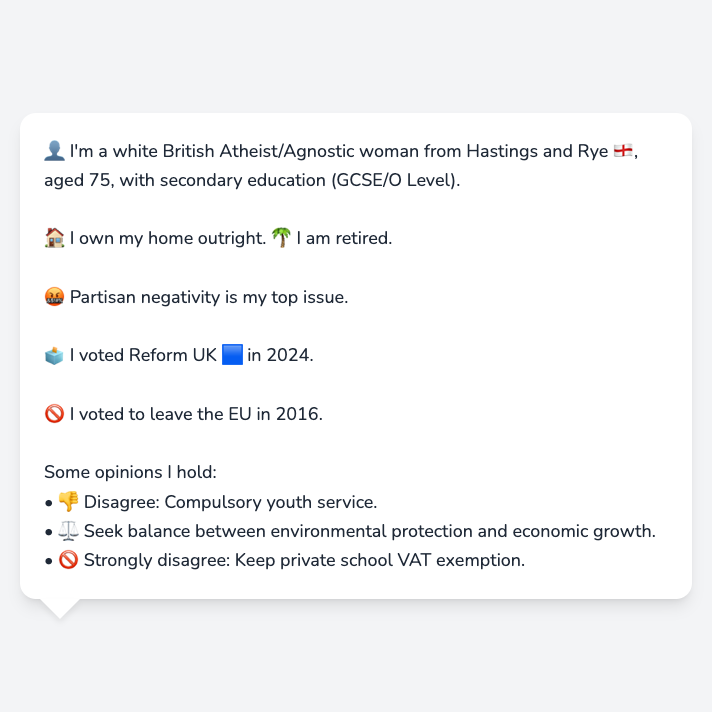 👤 I'm a white British Atheist/Agnostic woman from Hastings and Rye 🏴󠁧󠁢󠁥󠁮󠁧󠁿,
aged 75, with secondary education (GCSE/O Level).
🏠 I own my home outright. 🌴 I am retired.
🤬 Partisan negativity is my top issue.
🗳️ I voted Reform UK 🟦 in 2024.
🚫 I voted to leave the EU in 2016.
Some opinions I hold:
• 👎 Disagree: Compulsory youth service.
• ⚖️ Seek balance between environmental protection and economic growth.
• 🚫 Strongly disagree: Keep private school VAT exemption.